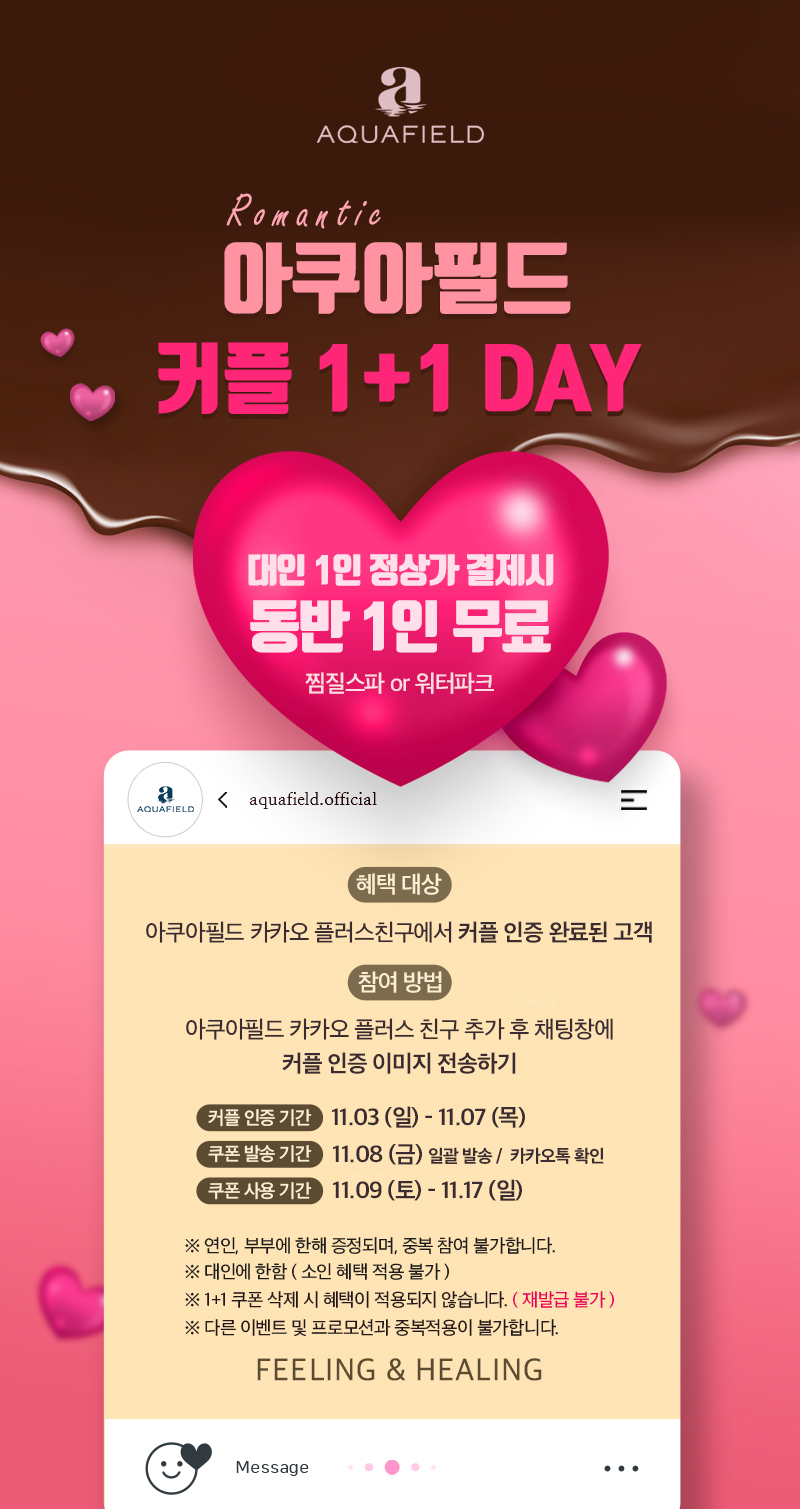 a
AQUAFIELD
Romantic
아쿠아필드
커플 1+1 DAY
대인 1인 정상가 결제시
동반 1인 무료
찜질스파 or 워터파크
a
AQUAFIELD
aquafield.official
혜택 대상
아쿠아필드 카카오 플러스친구에서 커플 인증 완료된 고객
참여 방법
아쿠아필드 카카오 플러스 친구 추가 후 채팅창에
커플 인증 이미지 전송하기
커플 인증 기간 11.03 (일) - 11.07 (목)
쿠폰 발송 기간 11.08 (금) 일괄 발송 / 카카오톡 확인
쿠폰 사용 기간 11.09 (토) - 11.17 (일)
※ 연인, 부부에 한해 증정되며, 중복 참여 불가합니다.
※ 대인에 한함 ( 소인 혜택 적용 불가 )
※ 1+1 쿠폰 삭제 시 혜택이 적용되지 않습니다. ( 재발급 불가 )
※ 다른 이벤트 및 프로모션과 중복적용이 불가합니다.
FEELING & HEALING
Message